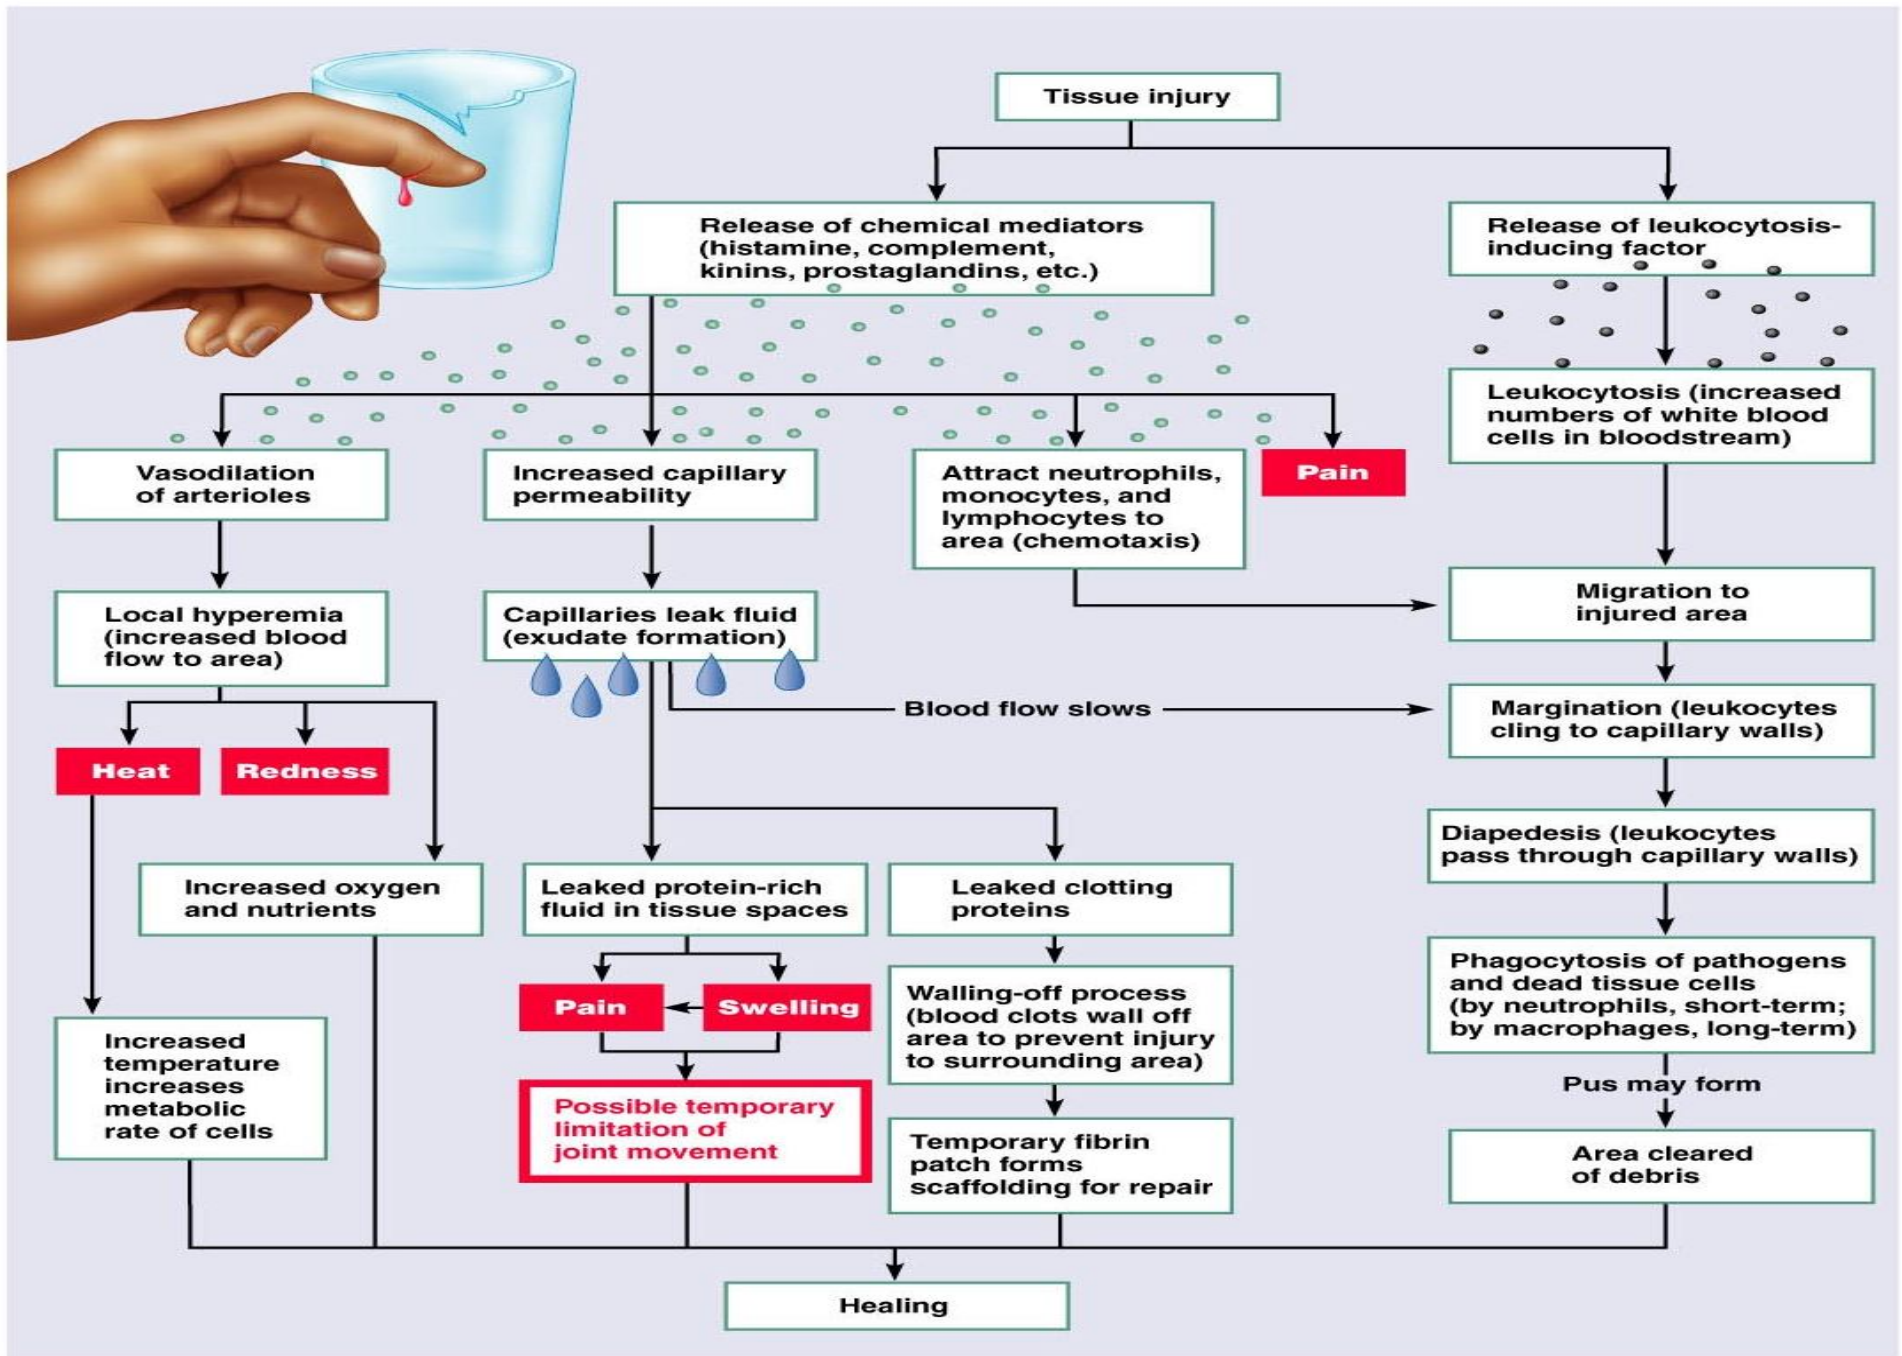 Tissue injury
Release of chemical mediators
(histamine, complement,
kinins, prostaglandins, etc.)
Release of leukocytosis-
inducing factor
Leukocytosis (increased
numbers of white blood
cells in bloodstream)
Vasodilation
of arterioles
Increased capillary
permeability
Attract neutrophils,
monocytes, and
lymphocytes to
area (chemotaxis)
Pain
Migration to
injured area
Local hyperemia
(increased blood
flow to area)
Capillaries leak fluid
(exudate formation)
Blood flow slows
Margination (leukocytes
cling to capillary walls)
Heat
Redness
Diapedesis (leukocytes
pass through capillary walls)
Increased oxygen
and nutrients
Leaked protein-rich
fluid in tissue spaces
Leaked clotting
proteins
Phagocytosis of pathogens
and dead tissue cells
(by neutrophils, short-term;
by macrophages, long-term)
Pain
Swelling
Walling-off process
(blood clots wall off
area to prevent injury
to surrounding area)
Increased
temperature
increases
metabolic
rate of cells
Possible temporary
limitation of
joint movement
Pus may form
Temporary fibrin
patch forms
scaffolding for repair
Area cleared
of debris
Healing